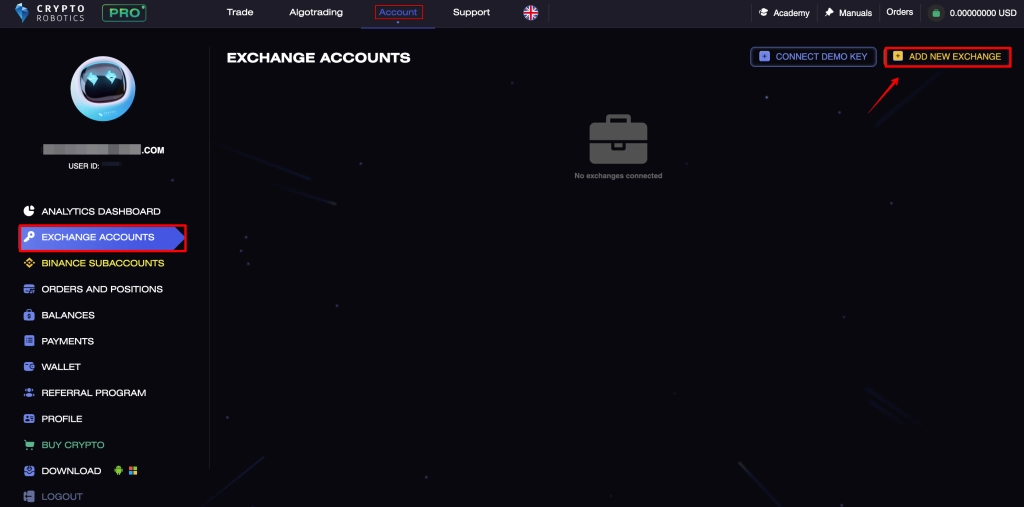 CRYPTO
ROBOTICS
PRO
Trade
Algotrading
Account
Support
Academy
Manuals
Orders
0.00000000 USD
.COM
USER ID:
ANALYTICS DASHBOARD
EXCHANGE ACCOUNTS
BINANCE SUBACCOUNTS
ORDERS AND POSITIONS
BALANCES
PAYMENTS
WALLET
REFERRAL PROGRAM
PROFILE
BUY CRYPTO
DOWNLOAD
LOGOUT
EXCHANGE ACCOUNTS
CONNECT DEMO KEY
ADD NEW EXCHANGE
No exchanges connected